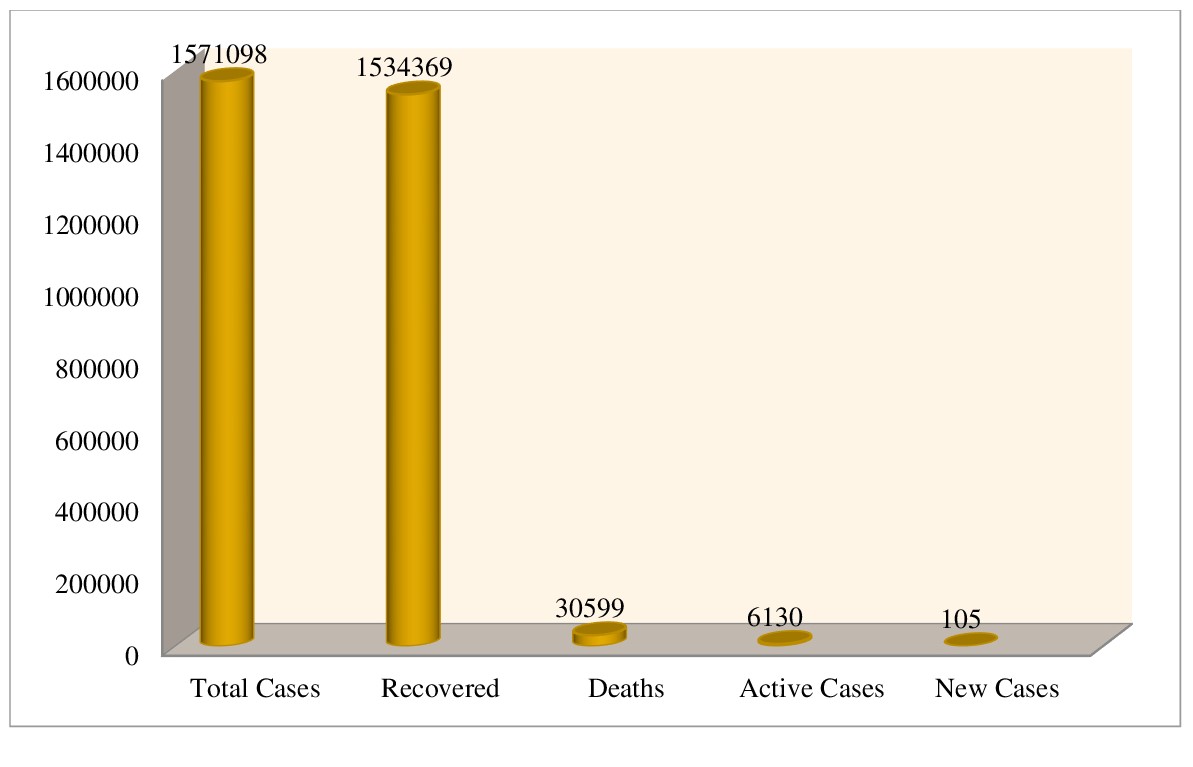 1571098
1534369
1600000
1400000
1200000
1000000
800000
600000
400000
200000
0
30599
6130
105
Total Cases
Recovered
Deaths
Active Cases
New Cases